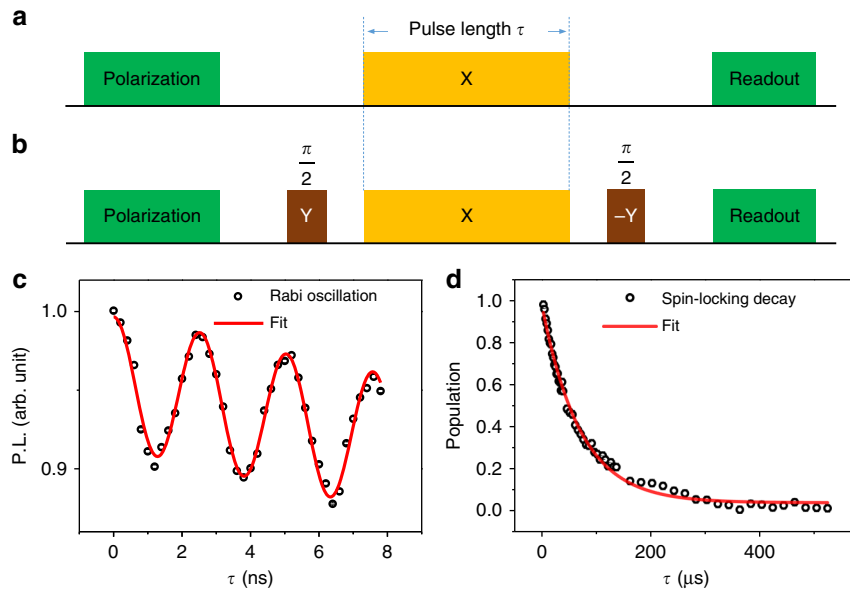 a
Pulse length τ
Polarization
X
Readout
b
π/2
π/2
Polarization
Y
X
–Y
Readout
c
Rabi oscillation
Fit
P.L. (arb. unit)
1.0
0.9
0 2 4 6 8
τ (ns)
d
Spin-locking decay
Fit
Population
1.0
0.8
0.6
0.4
0.2
0.0
0 200 400
τ (μs)